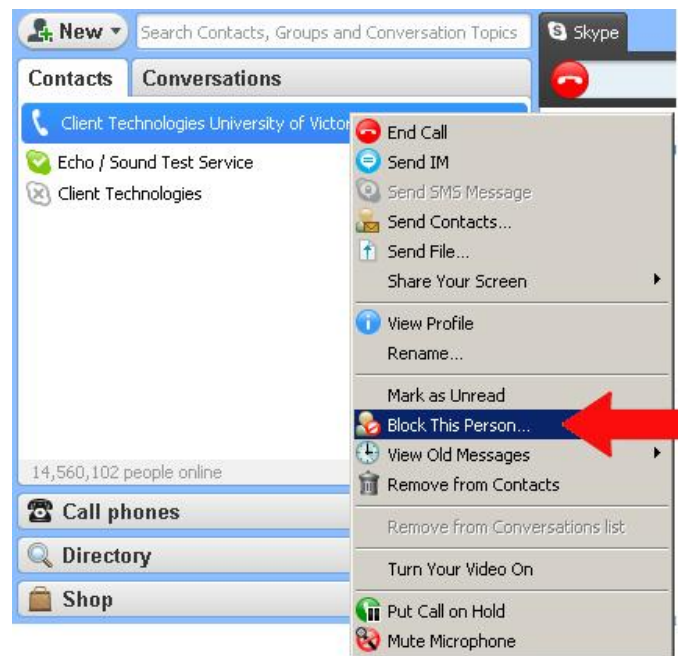 New
Search Contacts, Groups and Conversation Topics
Skype
Contacts
Conversations
Client Technologies University of Victor
Echo / Sound Test Service
Client Technologies
14,560,102 people online
Call phones
Directory
Shop
End Call
Send IM
Send SMS Message
Send Contacts...
Send File...
Share Your Screen
View Profile
Rename...
Mark as Unread
Block This Person...
View Old Messages
Remove from Contacts
Remove from Conversations list
Turn Your Video On
Put Call on Hold
Mute Microphone